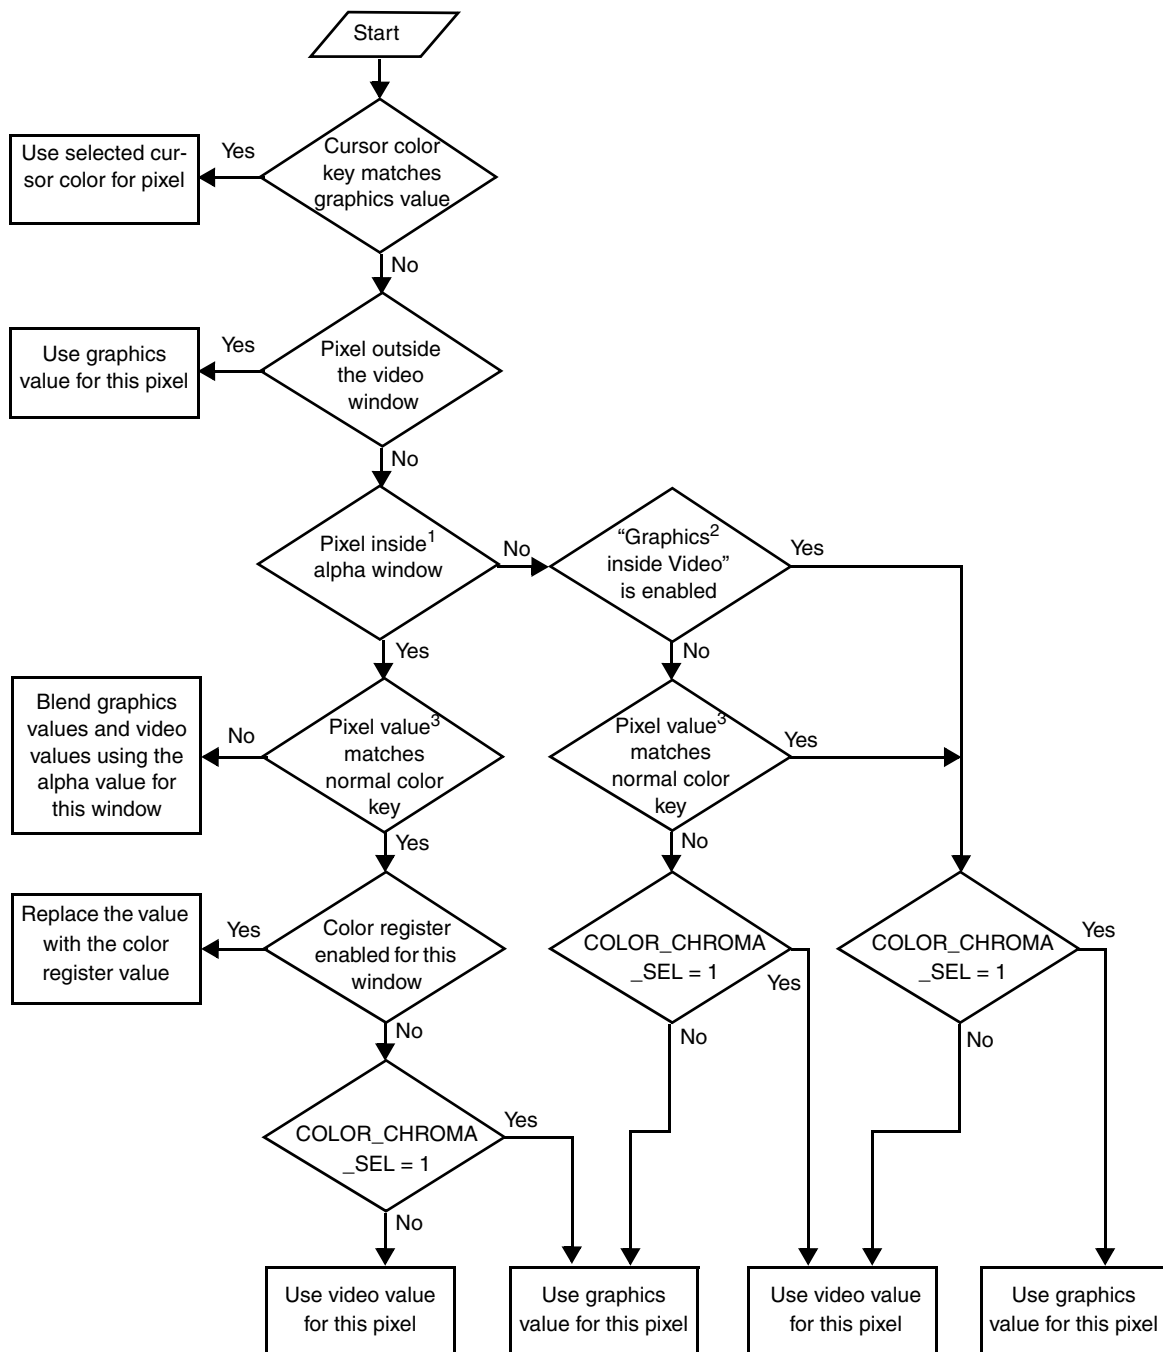 Start
Cursor color
key matches
graphics value
Yes
Use selected cur-
sor color for pixel
No
Pixel outside
the video
window
Yes
Use graphics
value for this pixel
No
Pixel inside1
alpha window
No
“Graphics2
inside Video”
is enabled
Yes
Yes
No
Blend graphics
values and video
values using the
alpha value for
this window
No
Pixel value3
matches
normal color
key
Pixel value3
matches
normal color
key
Yes
Yes
No
Replace the value
with the color
register value
Yes
Color register
enabled for this
window
COLOR_CHROMA
_SEL = 1
Yes
COLOR_CHROMA
_SEL = 1
Yes
No
No
No
COLOR_CHROMA
_SEL = 1
Yes
No
Use video value
for this pixel
Use graphics
value for this pixel
Use video value
for this pixel
Use graphics
value for this pixel